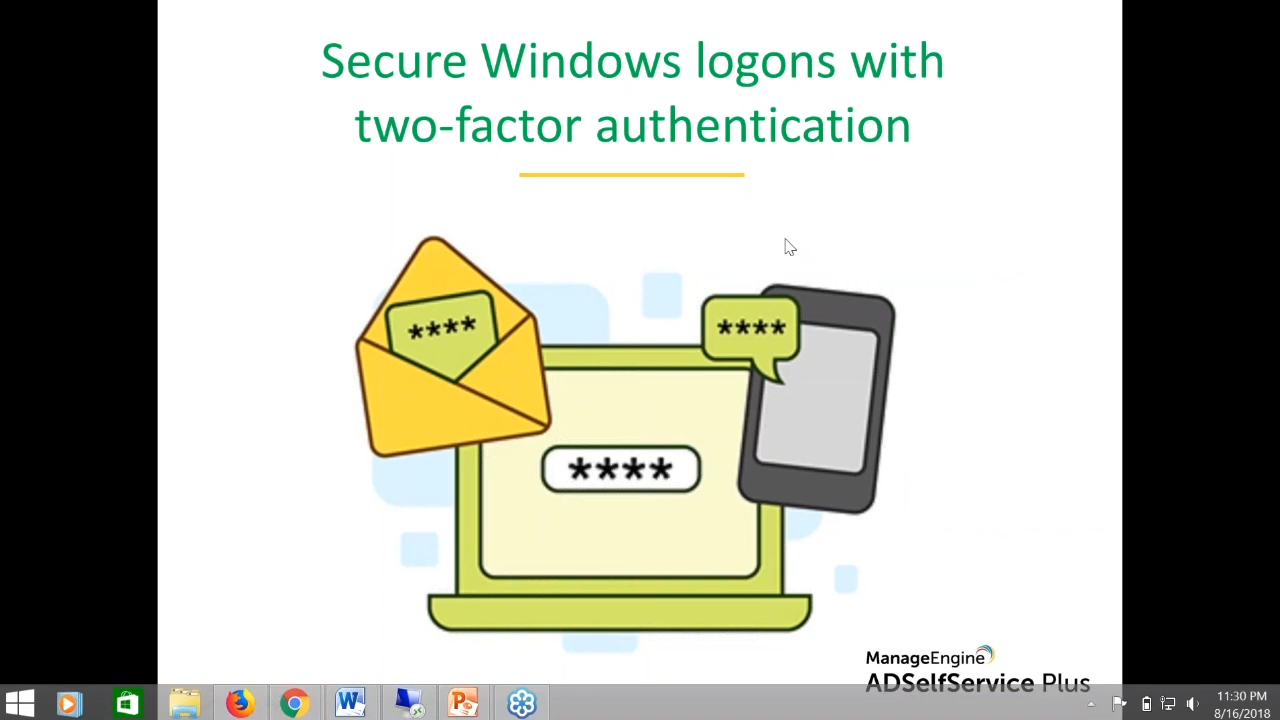 Secure Windows logons with
two-factor authentication
****
****
****
ManageEngine
ADSelfService Plus
11:30 PM
8/16/2018